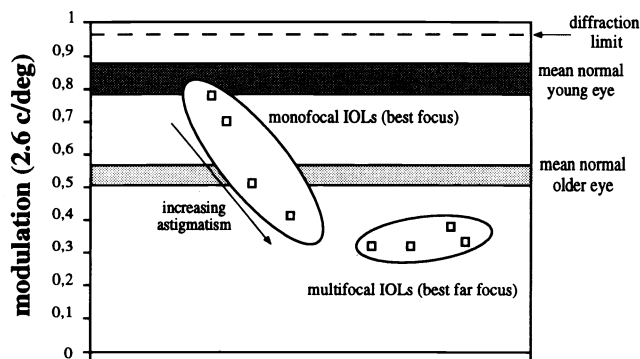 modulation (2.6 c/deg)
1
0,9
0,8
0,7
0,6
0,5
0,4
0,3
0,2
0,1
0
diffraction
limit
mean normal
young eye
monofocal IOLs (best focus)
mean normal
older eye
increasing
astigmatism
multifocal IOLs (best far focus)